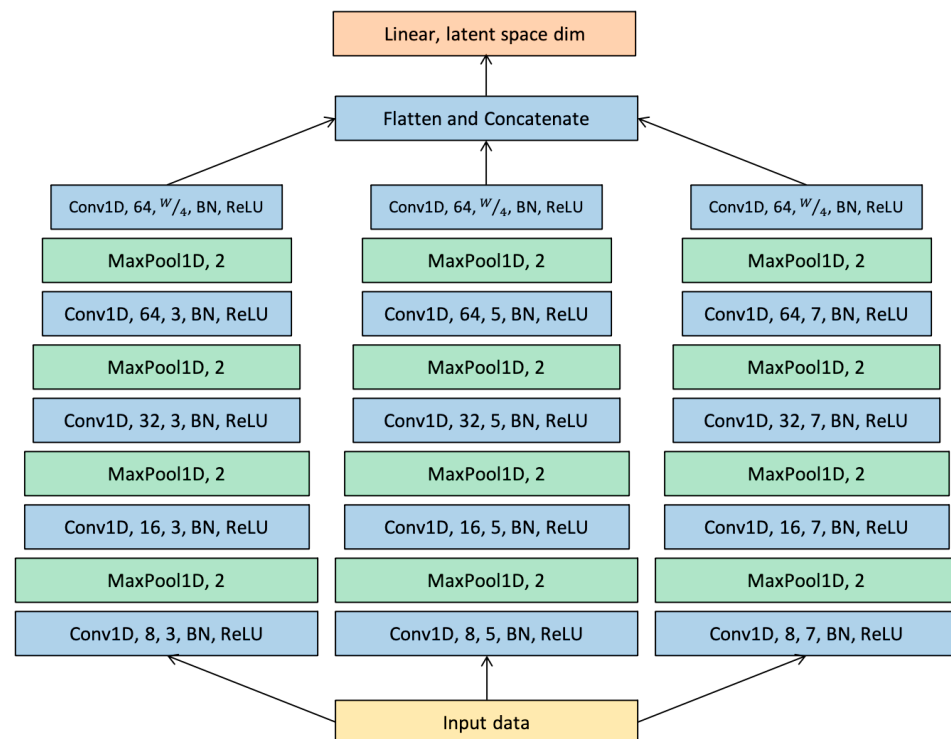 Linear, latent space dim
Flatten and Concatenate
Conv1D, 64, W/4, BN, ReLU
Conv1D, 64, W/4, BN, ReLU
Conv1D, 64, W/4, BN, ReLU
MaxPool1D, 2
MaxPool1D, 2
MaxPool1D, 2
Conv1D, 64, 3, BN, ReLU
Conv1D, 64, 5, BN, ReLU
Conv1D, 64, 7, BN, ReLU
MaxPool1D, 2
MaxPool1D, 2
MaxPool1D, 2
Conv1D, 32, 3, BN, ReLU
Conv1D, 32, 5, BN, ReLU
Conv1D, 32, 7, BN, ReLU
MaxPool1D, 2
MaxPool1D, 2
MaxPool1D, 2
Conv1D, 16, 3, BN, ReLU
Conv1D, 16, 5, BN, ReLU
Conv1D, 16, 7, BN, ReLU
MaxPool1D, 2
MaxPool1D, 2
MaxPool1D, 2
Conv1D, 8, 3, BN, ReLU
Conv1D, 8, 5, BN, ReLU
Conv1D, 8, 7, BN, ReLU
Input data